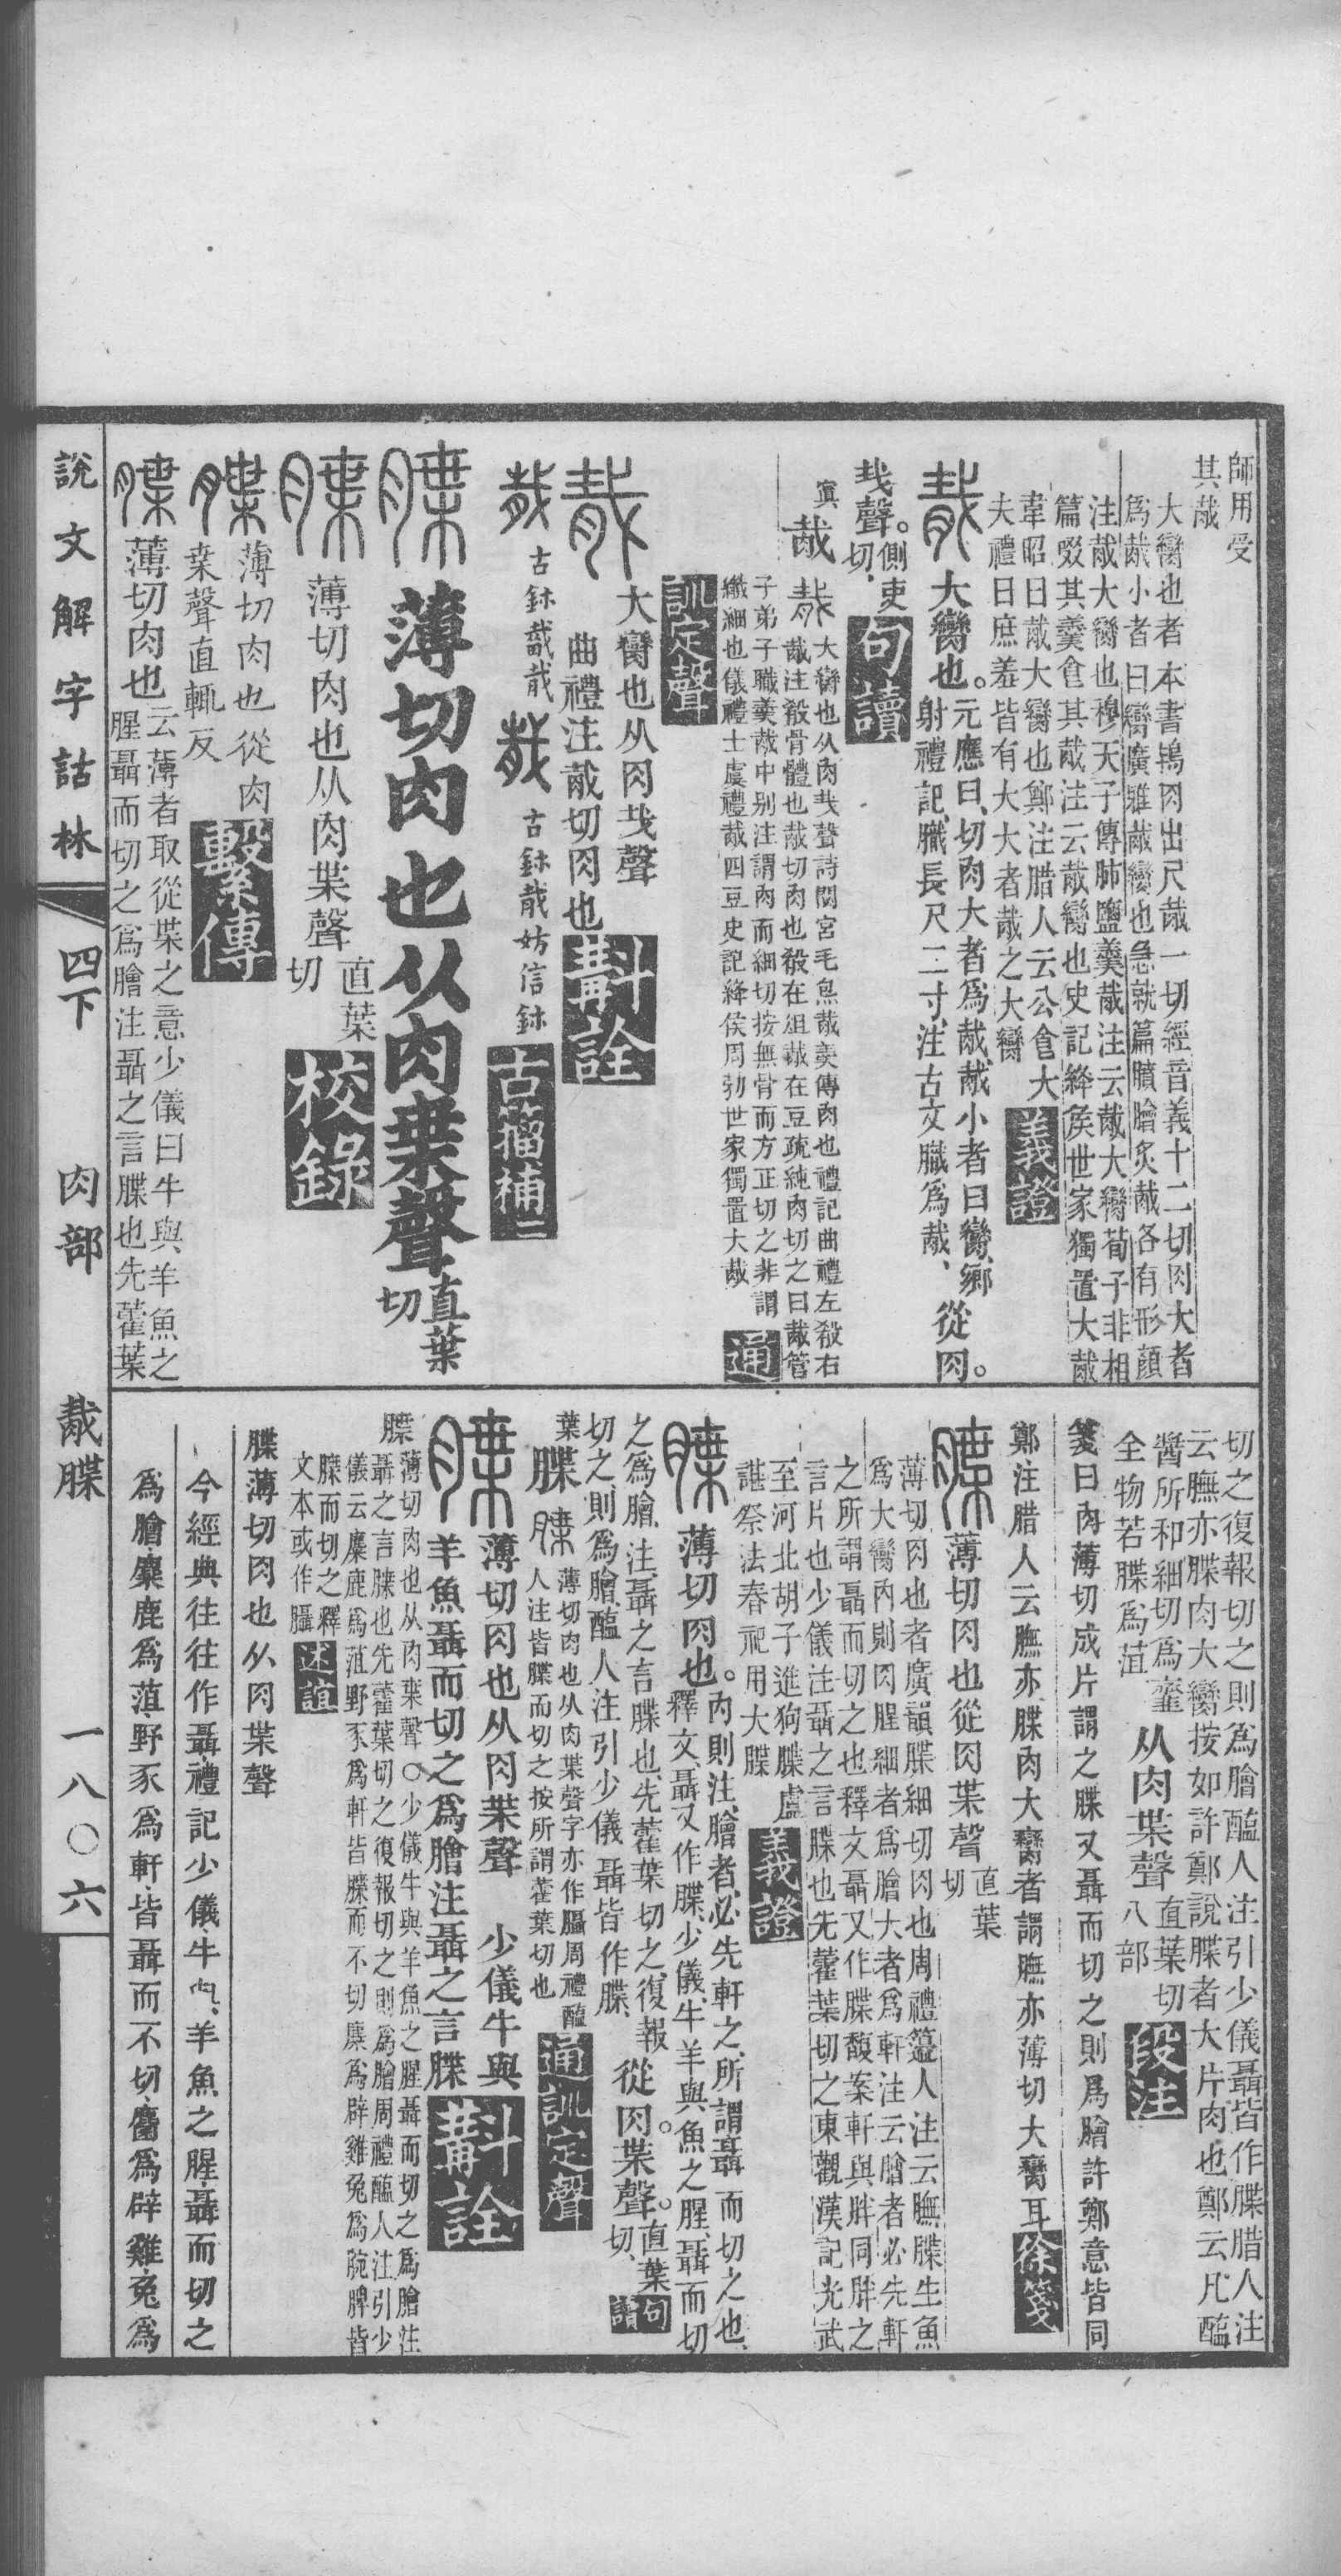 師用受
其胾
大臠也者本書鴇肉出尺胾一切經音義十二切肉大者
爲胾小者曰臠廣雅胾臠也急就篇膹膾炙胾各有形顔
注胾大臠也穆天子傳肺鹽羹胾注云胾大臠荀子非相
篇啜其羹食其胾注云胾臠也史記絳矦世家獨置大胾
韋昭曰胾大臠也鄭注腊人云公食大
夫禮曰庶羞皆有大大者胾之大臠
義證
胾大臠也。元應曰、切肉大者爲胾、胾小者曰臠、鄉
射禮記、膱長尺二寸、注古文膱爲胾、
從肉。
𢦏聲。側吏切、
句讀
寘胾
胾大臠也从肉𢦏聲詩閟宮毛炰胾羹傳肉也禮記曲禮左殽右
胾注殽骨體也胾切肉也殽在俎胾在豆疏純肉切之曰胾管
子弟子職羹胾中別注謂肉而細切按無骨而方正切之非謂
纖細也儀禮士虞禮胾四豆史記絳侯周勃世家獨置大胾
通
訓定聲
胾大臠也从肉𢦏聲
曲禮注胾切肉也
斠詮
胾古鉨胾胾
胾古鉨胾妨信鉨
古籀補二
牒薄切肉也从肉枼聲直葉切
牒薄切肉也从肉枼聲直葉切
校錄
牒薄切肉也從肉
枼聲直輒反
繫傳
牒薄切肉也云薄者取從枼之意少儀曰牛與羊魚之
腥聶而切之爲膾注聶之言牒也先藿葉
切之復報切之則爲膾醢人注引少儀聶皆作牒腊人注
云膴亦牒肉大臠按如許鄭說牒者大片肉也鄭云凡醢
醬所和細切爲齏
全物若牒爲菹
从肉枼聲直葉切八部
段注
箋曰肉薄切成片謂之牒又聶而切之則爲膾許鄭意皆同
鄭注腊人云膴亦牒肉大臠者謂膴亦薄切大臠耳
徐箋
牒薄切肉也從肉枼聲直葉切
薄切肉也者廣韻牒細切肉也周禮籩人注云膴牒生魚
爲大臠內則肉腥細者爲膾大者爲軒注云膾者必先軒
之所謂聶而切之也釋文聶又作牒馥案軒與胖同胖之
言片也少儀注聶之言牒也先藿葉切之東觀漢記光武
至河北胡子進狗牒盧
諶祭法春祀用大牒
義證
牒薄切肉也。內則注、膾者、必先軒之、所謂聶而切之也、
釋文、聶又作牒、少儀、牛羊與魚之腥、聶而切
之爲膾、注、聶之言牒也、先藿葉切之、復報
切之、則爲膾、醢人注引少儀聶皆作牒、
從肉。枼聲。直葉切、
句讀
葉牒
牒薄切肉也从肉枼聲字亦作䐑周禮醢
人注皆牒而切之按所謂藿葉切也
通訓定聲
牒薄切肉也从肉枼聲少儀牛與
羊魚聶而切之爲膾注聶之言牒
斠詮
牒薄切肉也从肉枼聲○少儀牛與羊魚之腥聶而切之爲膾注
聶之言牒也先藿葉切之復報切之則爲膾周禮醢人注引少
儀云麋鹿爲菹野豕爲軒皆牒而不切麇爲辟雞兔爲腕脾皆
牒而切之釋
文本或作䐑
述誼
牒薄切肉也从肉枼聲
今經典往往作聶禮記少儀牛與羊魚之腥聶而切之
爲膾麋鹿爲菹野豕爲軒皆聶而不切麕爲辟雞兔爲
說文解字詁林
四下
肉部
胾牒
一八〇六